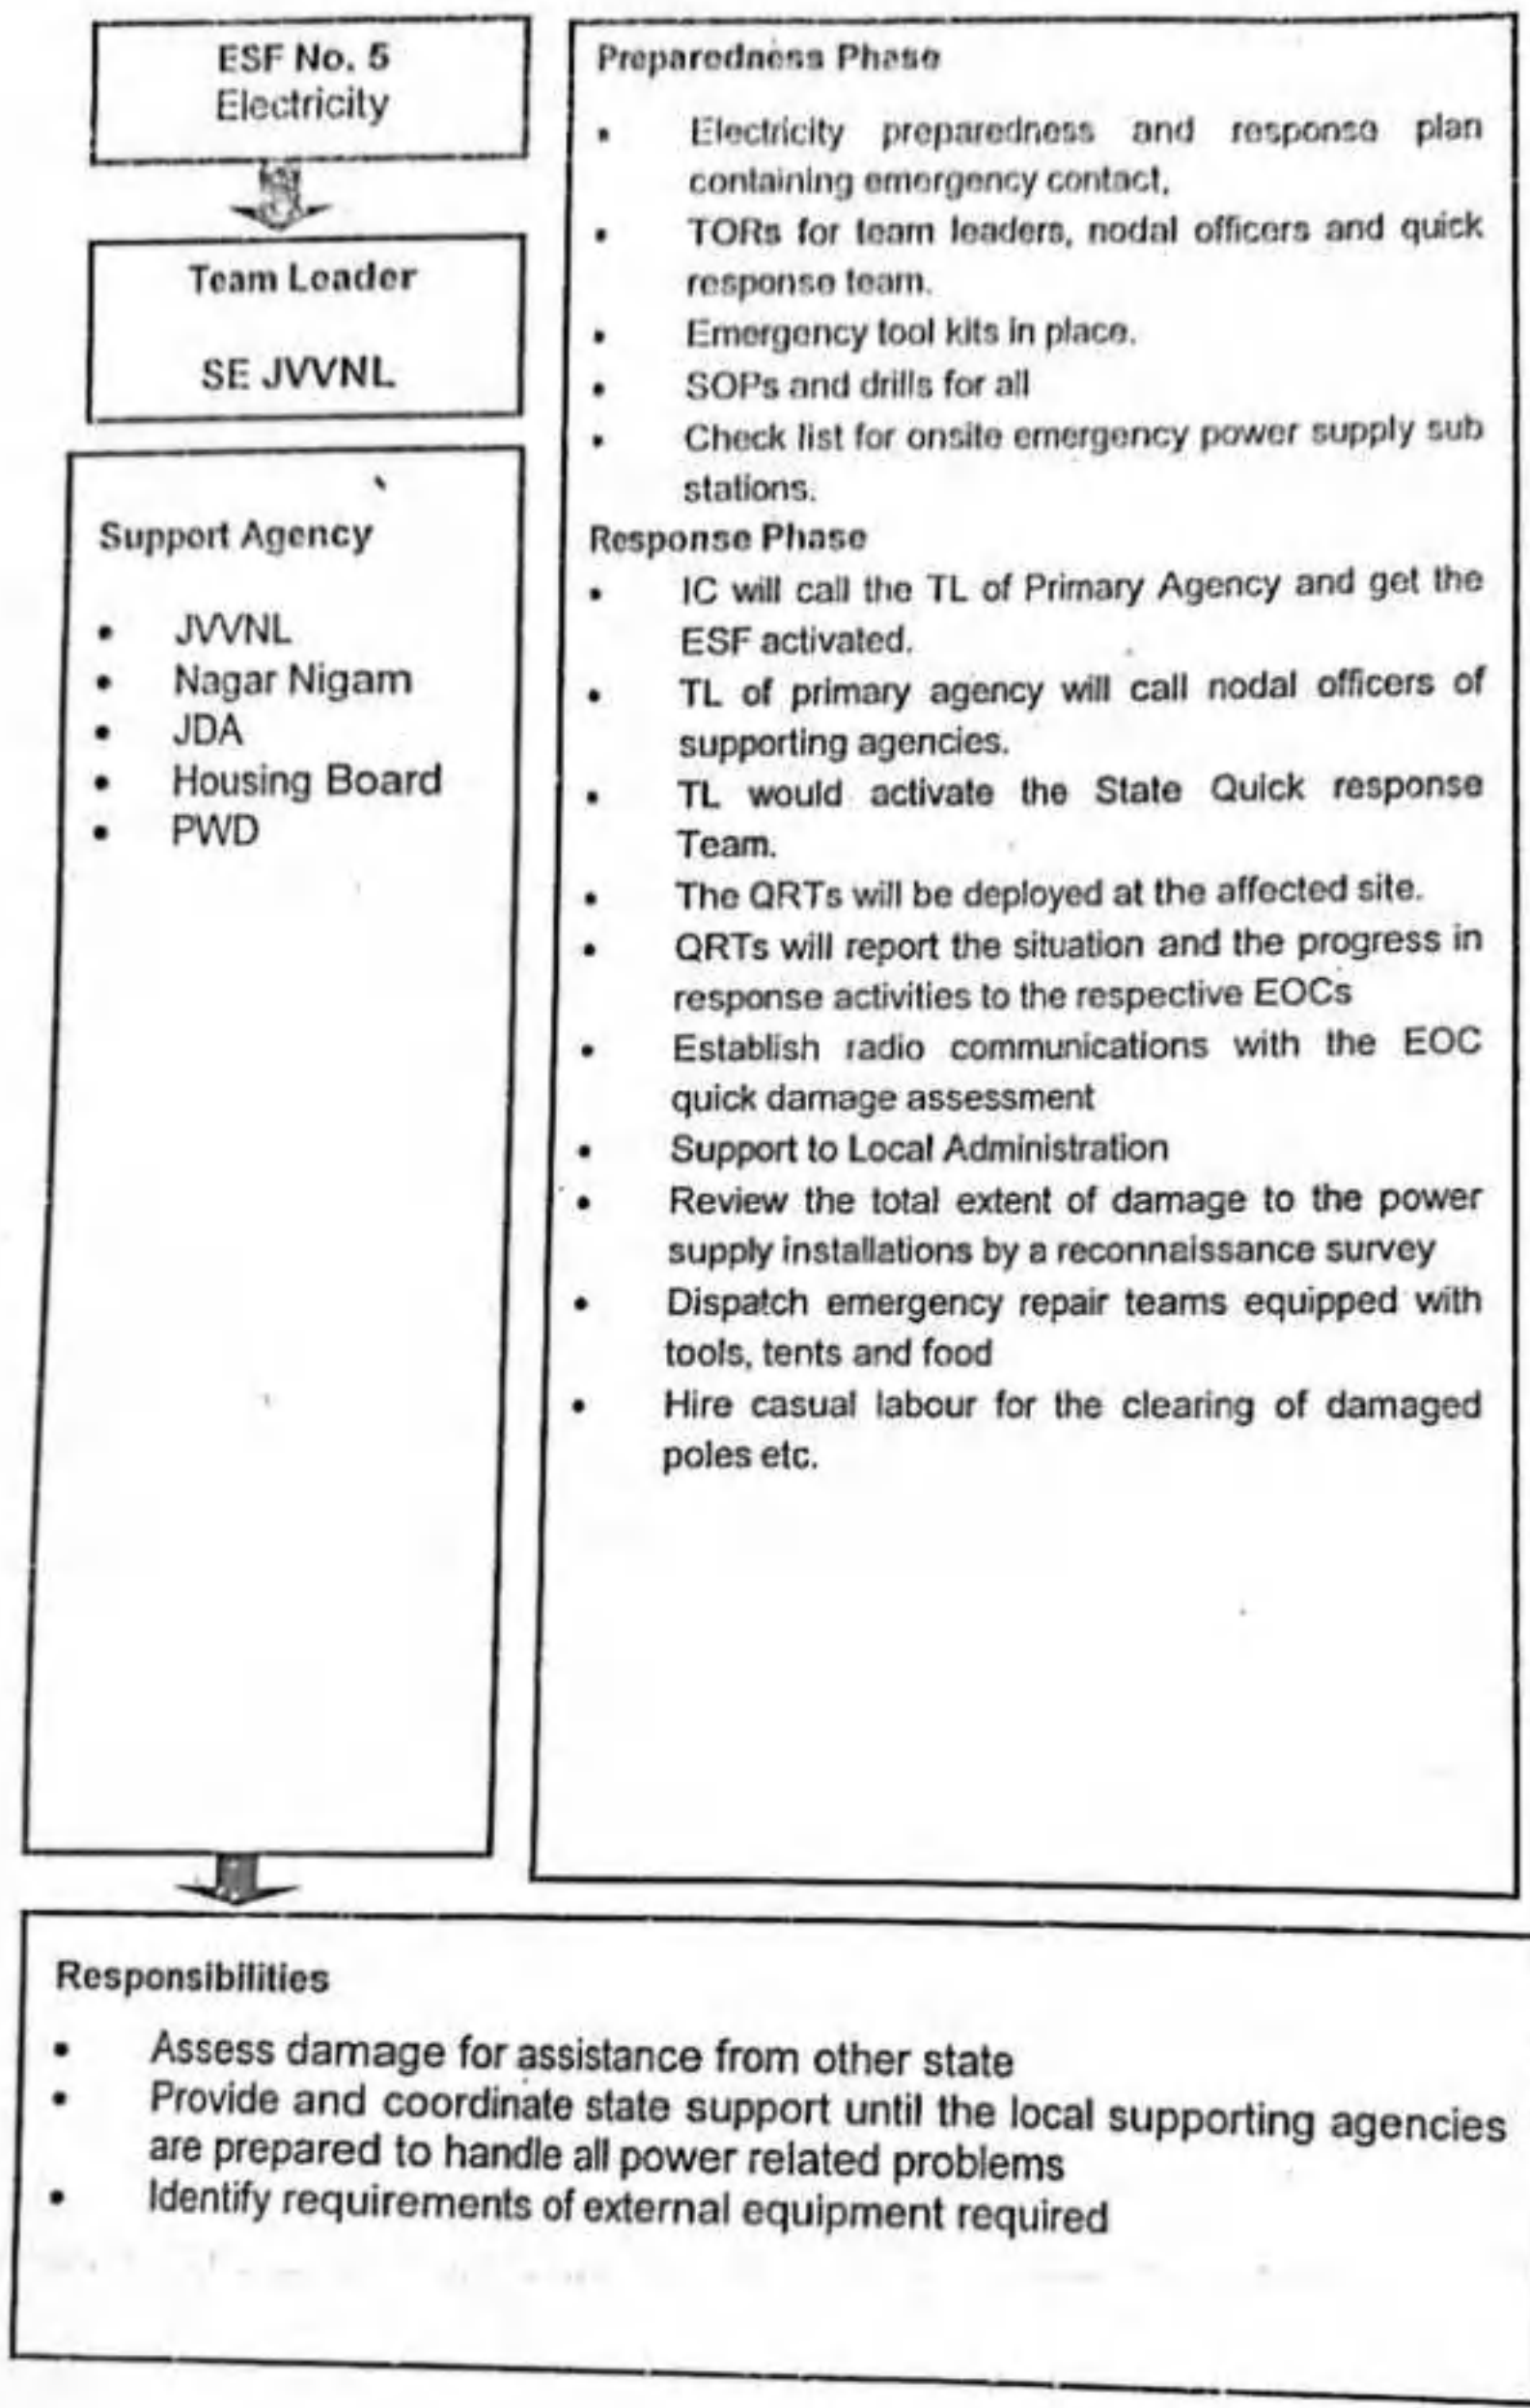 ESF No. 5
Electricity
Team Leader
SE JVVNL
Support Agency
• JVVNL
• Nagar Nigam
• JDA
• Housing Board
• PWD
Preparedness Phase
• Electricity preparedness and response plan
containing emergency contact,
• TORs for team leaders, nodal officers and quick
response team.
• Emergency tool kits in place.
• SOPs and drills for all
• Check list for onsite emergency power supply sub
stations.
Response Phase
• IC will call the TL of Primary Agency and get the
ESF activated.
• TL of primary agency will call nodal officers of
supporting agencies.
• TL would activate the State Quick response
Team.
• The QRTs will be deployed at the affected site.
• QRTs will report the situation and the progress in
response activities to the respective EOCs
• Establish radio communications with the EOC
quick damage assessment
• Support to Local Administration
• Review the total extent of damage to the power
supply installations by a reconnaissance survey
• Dispatch emergency repair teams equipped with
tools, tents and food
• Hire casual labour for the clearing of damaged
poles etc.
Responsibilities
• Assess damage for assistance from other state
• Provide and coordinate state support until the local supporting agencies
are prepared to handle all power related problems
• Identify requirements of external equipment required